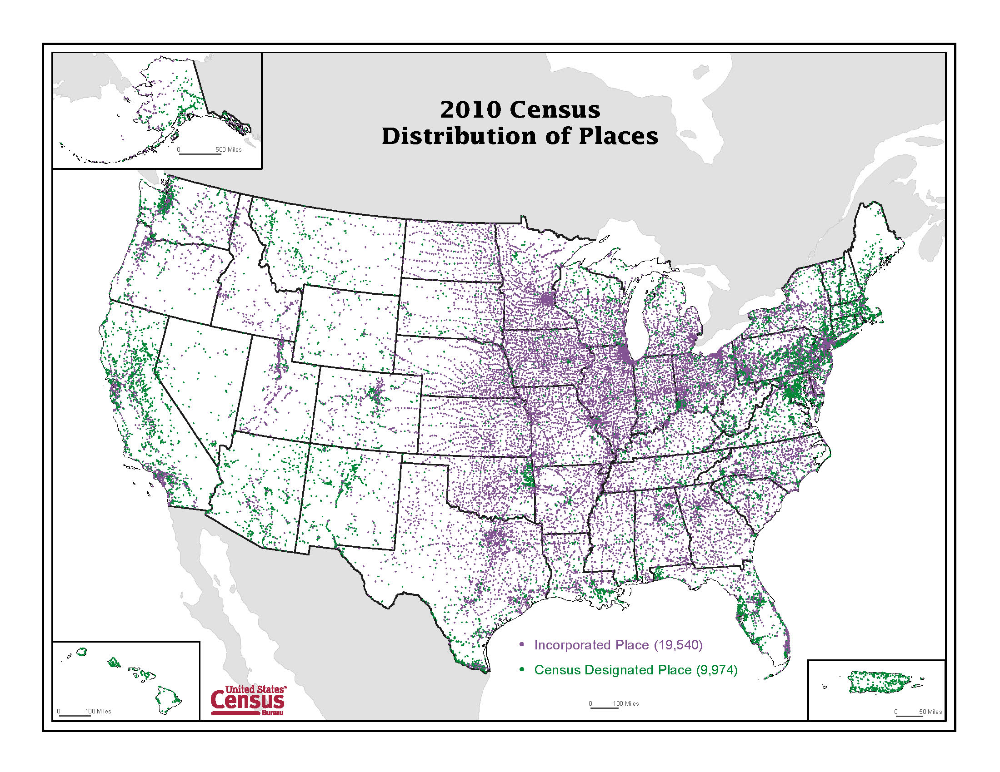 2010 Census
Distribution of Places
0 500 Miles
Incorporated Place (19,540)
Census Designated Place (9,974)
0 100 Miles
United States™
Census
Bureau
0 100 Miles
0 50 Miles